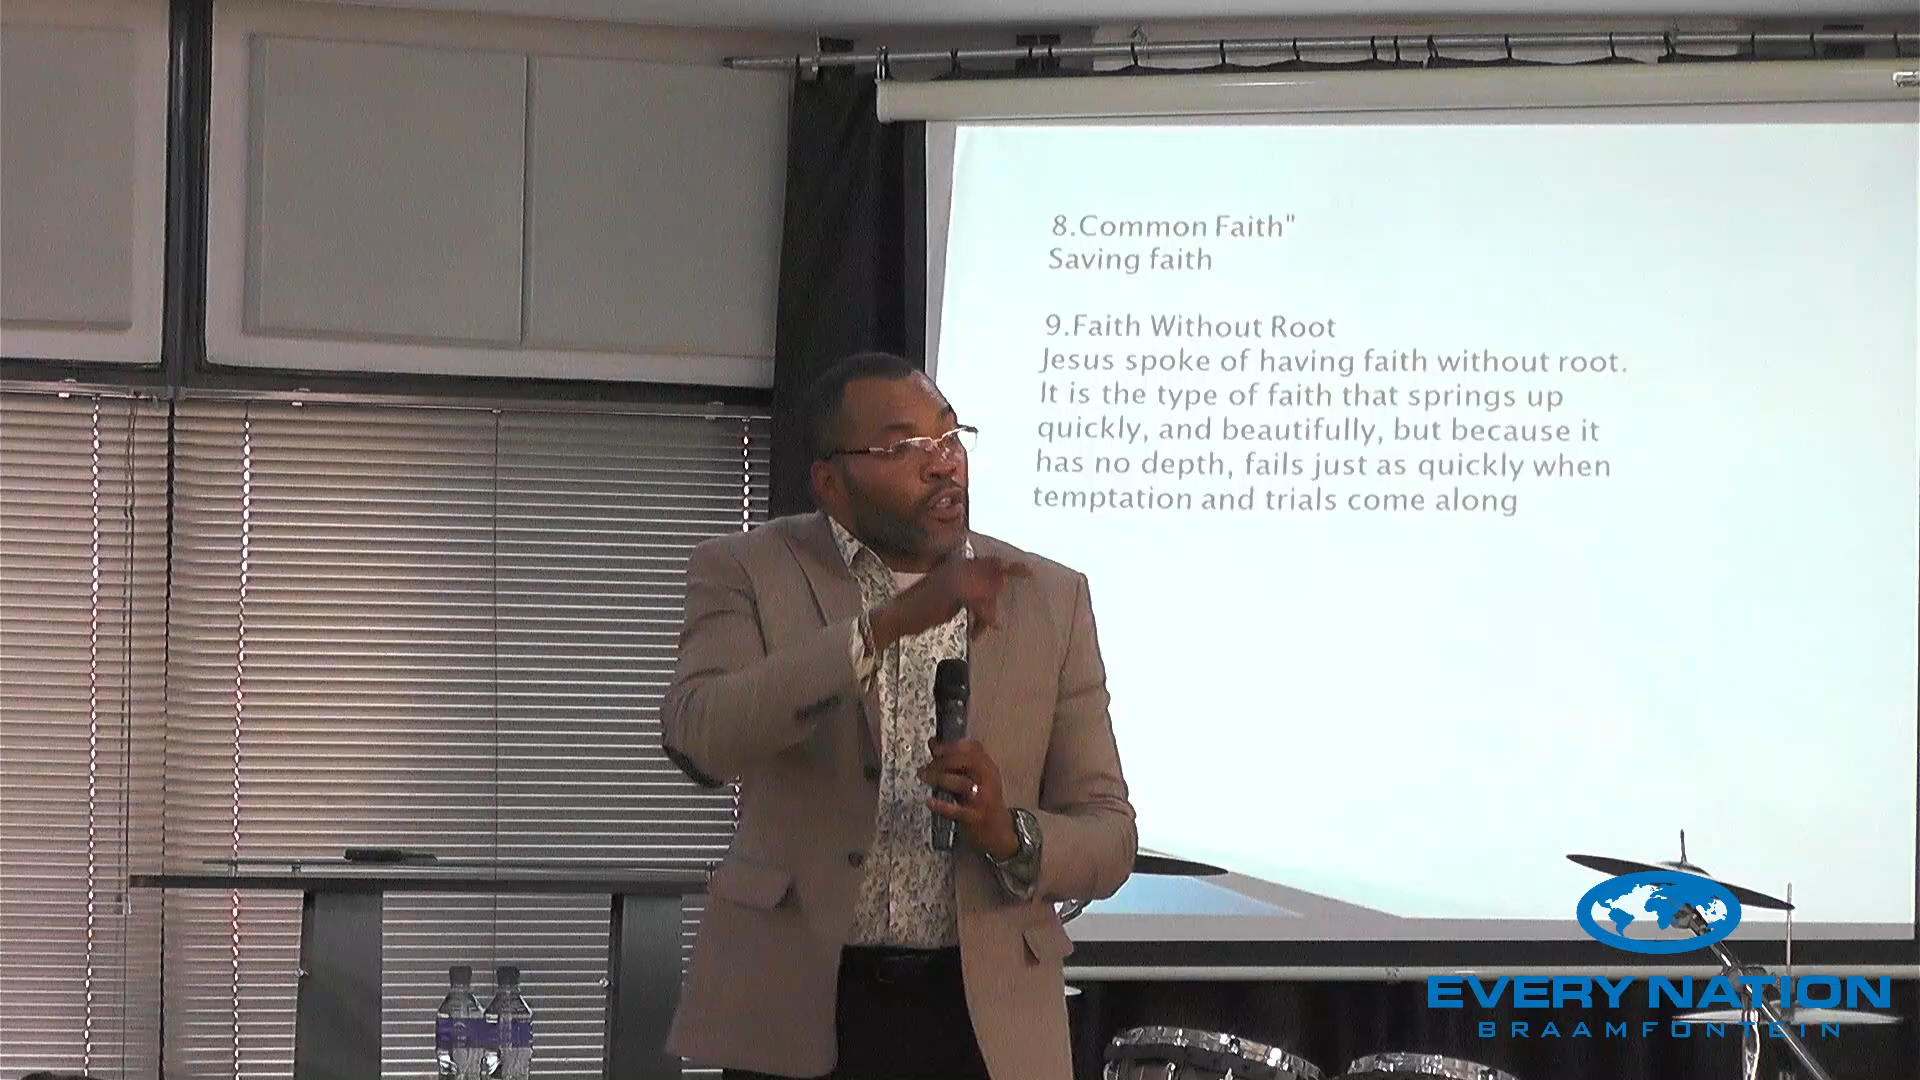 8.Common Faith"
Saving faith
9.Faith Without Root
Jesus spoke of having faith without root.
It is the type of faith that springs up
quickly, and beautifully, but because it
has no depth, fails just as quickly when
temptation and trials come along
EVERY NATION
BRAAMFONTEIN